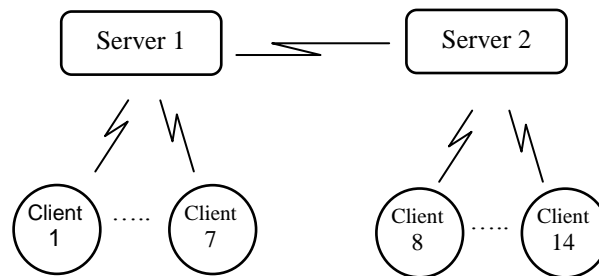 Server 1
Server 2
Client
1
…..
Client
7
Client
8
…..
Client
14